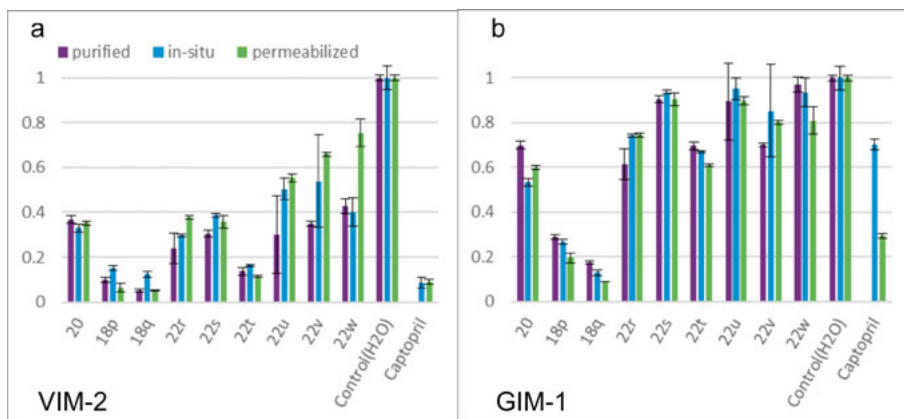 a
purified in-situ permeabilized
1
0.8
0.6
0.4
0.2
0
20 18p 18q 22r 22s 22t 22u 22v 22w Control(H2O) Captopril
VIM-2
b
1
0.8
0.6
0.4
0.2
0
20 18p 18q 22r 22s 22t 22u 22v 22w Control(H2O) Captopril
GIM-1